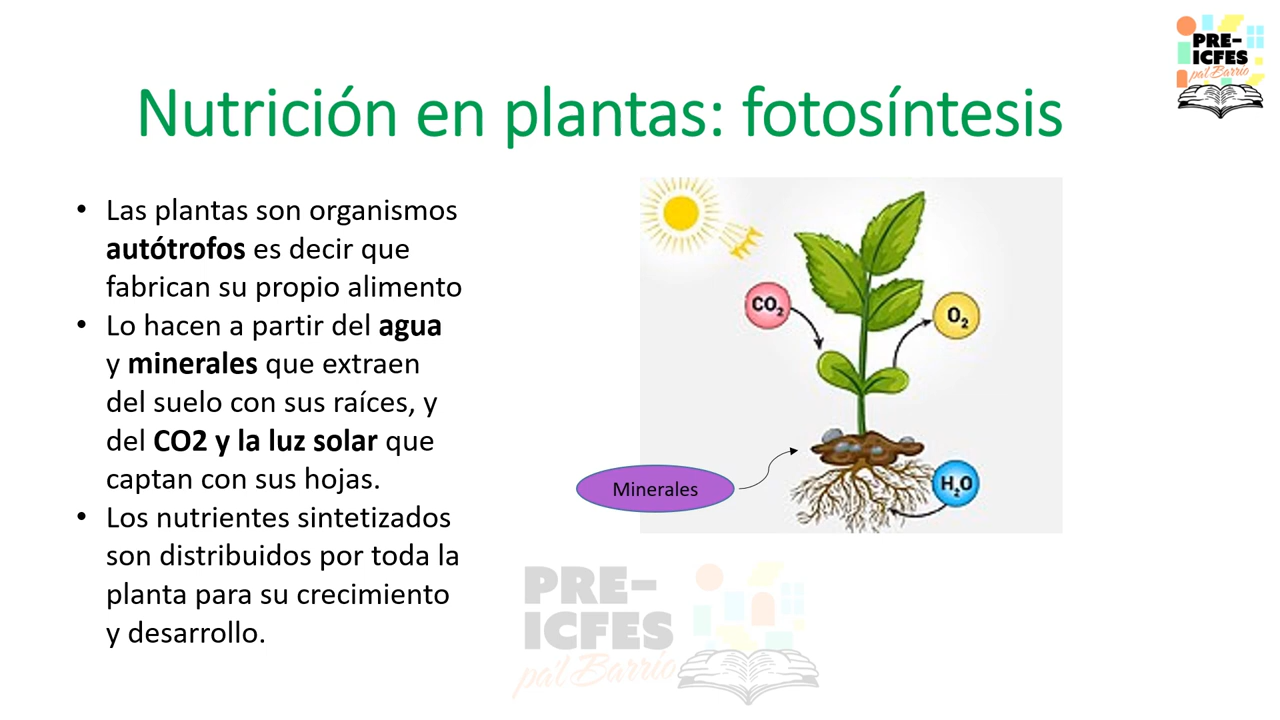 PRE-
ICFES
pa'l Barrio
Nutrición en plantas: fotosíntesis
• Las plantas son organismos
autótrofos es decir que
fabrican su propio alimento
• Lo hacen a partir del agua
y minerales que extraen
del suelo con sus raíces, y
del CO2 y la luz solar que
captan con sus hojas.
• Los nutrientes sintetizados
son distribuidos por toda la
planta para su crecimiento
y desarrollo.
CO₂
O₂
Minerales
H₂O
PRE-
ICFES
pa'l Barrio